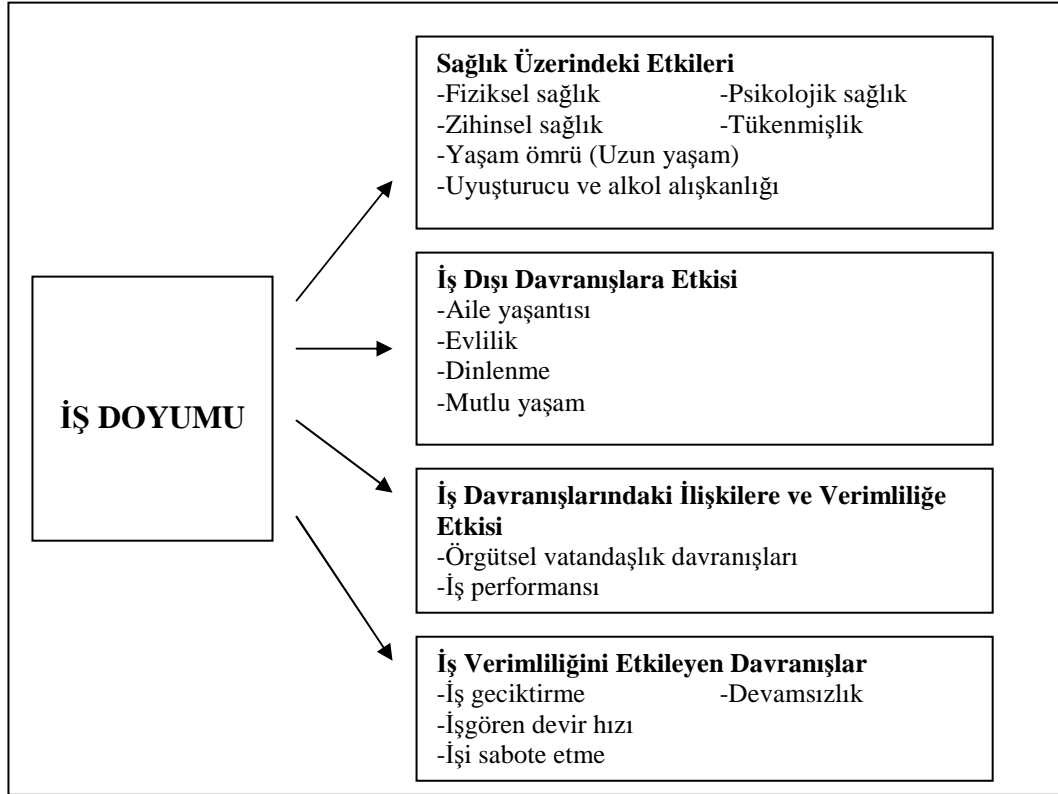 Sağlık Üzerindeki Etkileri
-Fiziksel sağlık -Psikolojik sağlık
-Zihinsel sağlık -Tükenmişlik
-Yaşam ömrü (Uzun yaşam)
-Uyuşturucu ve alkol alışkanlığı
İş Dışı Davranışlara Etkisi
-Aile yaşantısı
-Evlilik
-Dinlenme
-Mutlu yaşam
İŞ DOYUMU
İş Davranışlarındaki İlişkilere ve Verimliliğe
Etkisi
-Örgütsel vatandaşlık davranışları
-İş performansı
İş Verimliliğini Etkileyen Davranışlar
-İş geciktirme -Devamsızlık
-İşgören devir hızı
-İşi sabote etme